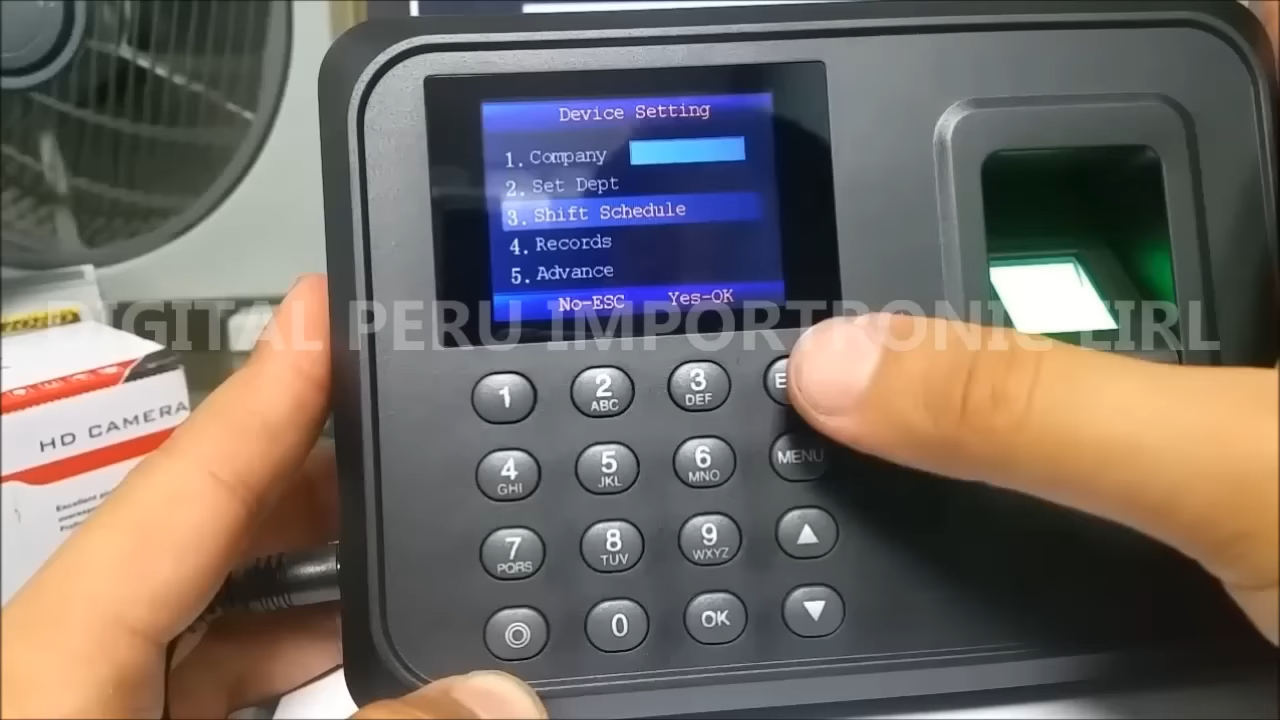 Device Setting
1. Company
2. Set Dept
3. Shift Schedule
4. Records
5. Advance
No-ESC Yes-OK
DIGITAL PERU IMPORTRONIC EIRL
HD CAMERA
Excellent
1
2
ABC
3
DEF
E
4
GHI
5
JKL
6
MNO
MENU
7
PQRS
8
TUV
9
WXYZ
▲
◎
0
OK
▼